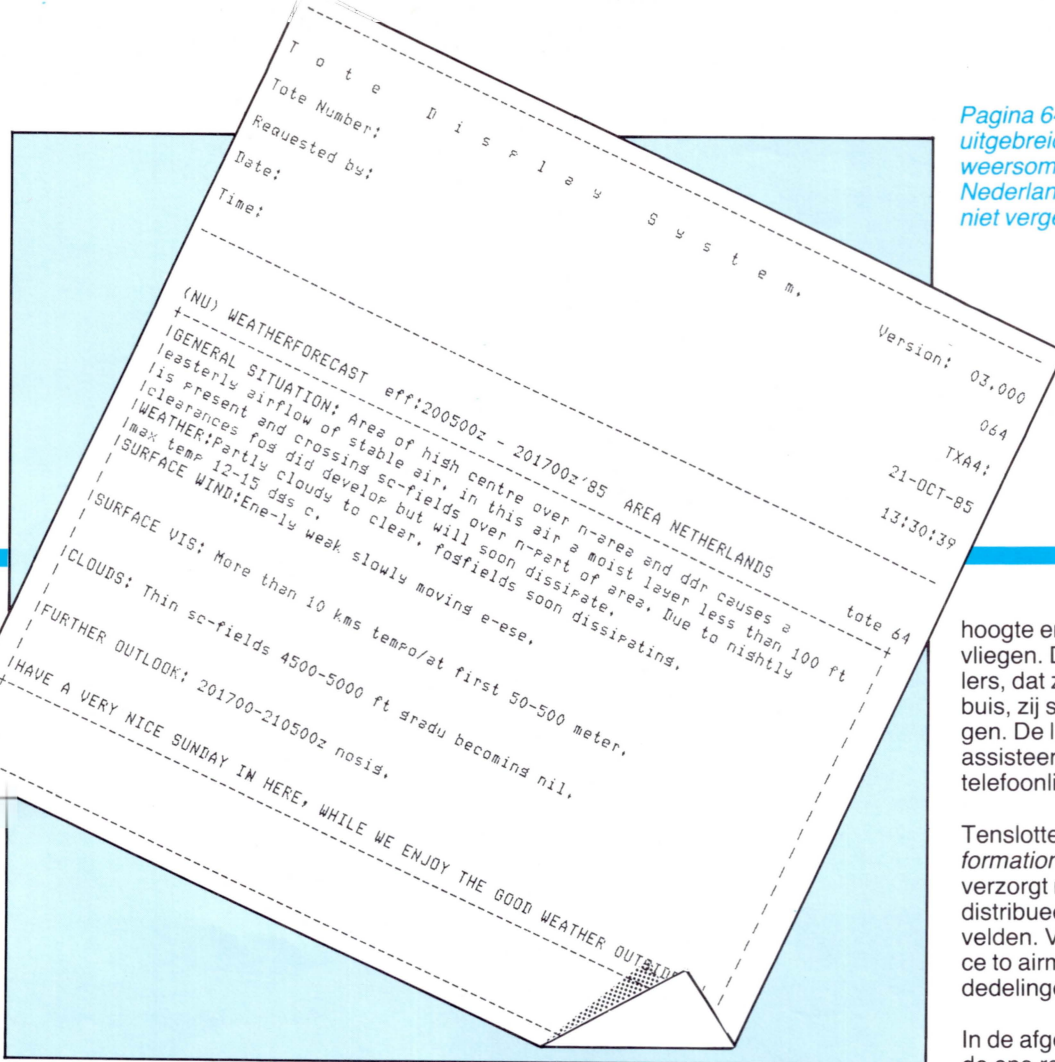 T o t e   D i s p l a y   S y s t e m.
Version: 03.000
Tote Number: 064
Requested by: TXA4:
Date: 21-OCT-85
Time: 13:30:39
(NU) WEATHERFORECAST eff:200500z - 201700z'85 AREA NETHERLANDS tote 64
GENERAL SITUATION: Area of high centre over n-area and ddr causes a
easterly airflow of stable air, in this air a moist layer less than 100 ft
is present and crossing sc-fields over n-part of area. Due to nightly
clearances fog did develop but will soon dissipate.
WEATHER:Partly cloudy to clear, fogfields soon dissipating.
max temp 12-15 dgs c.
SURFACE WIND:Ene-ly weak slowly moving e-ese.
SURFACE VIS: More than 10 kms tempo/at first 50-500 meter.
CLOUDS: Thin sc-fields 4500-5000 ft gradu becoming nil.
FURTHER OUTLOOK: 201700-210500z nosig.
HAVE A VERY NICE SUNDAY IN HERE, WHILE WE ENJOY THE GOOD WEATHER OUTSIDE
Pagina 64
uitgebreid
weersom
Nederlan
niet verge
hoogte en
vliegen. D
lers, dat z
buis, zij s
gen. De l
assisteer
telefoonli
Tenslotte
formation
verzorgt
distribuee
velden. V
ce to airm
dedelinge
In de afge